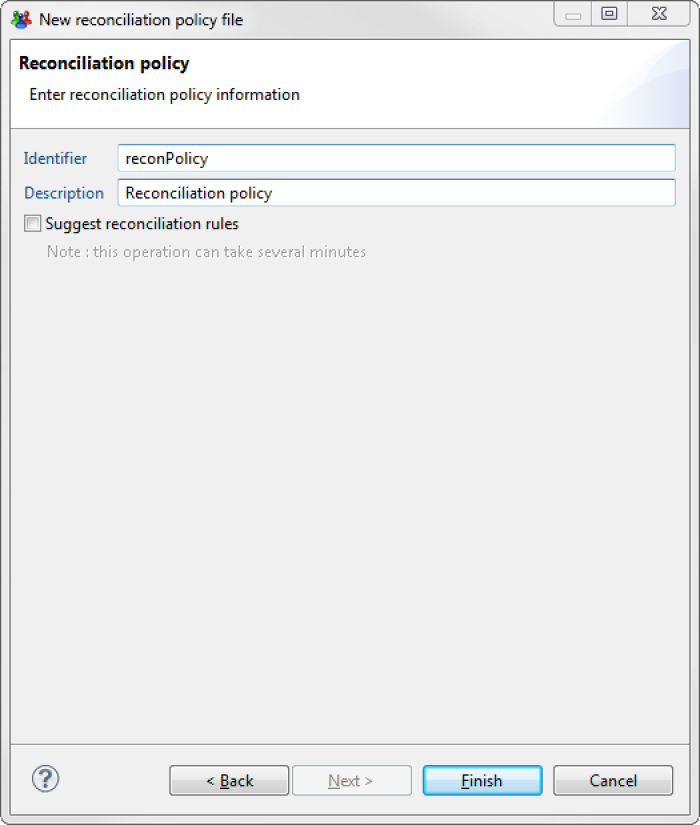 New reconciliation policy file
Reconciliation policy
Enter reconciliation policy information
Identifier reconPolicy
Description Reconciliation policy
Suggest reconciliation rules
Note : this operation can take several minutes
? < Back Next > Finish Cancel